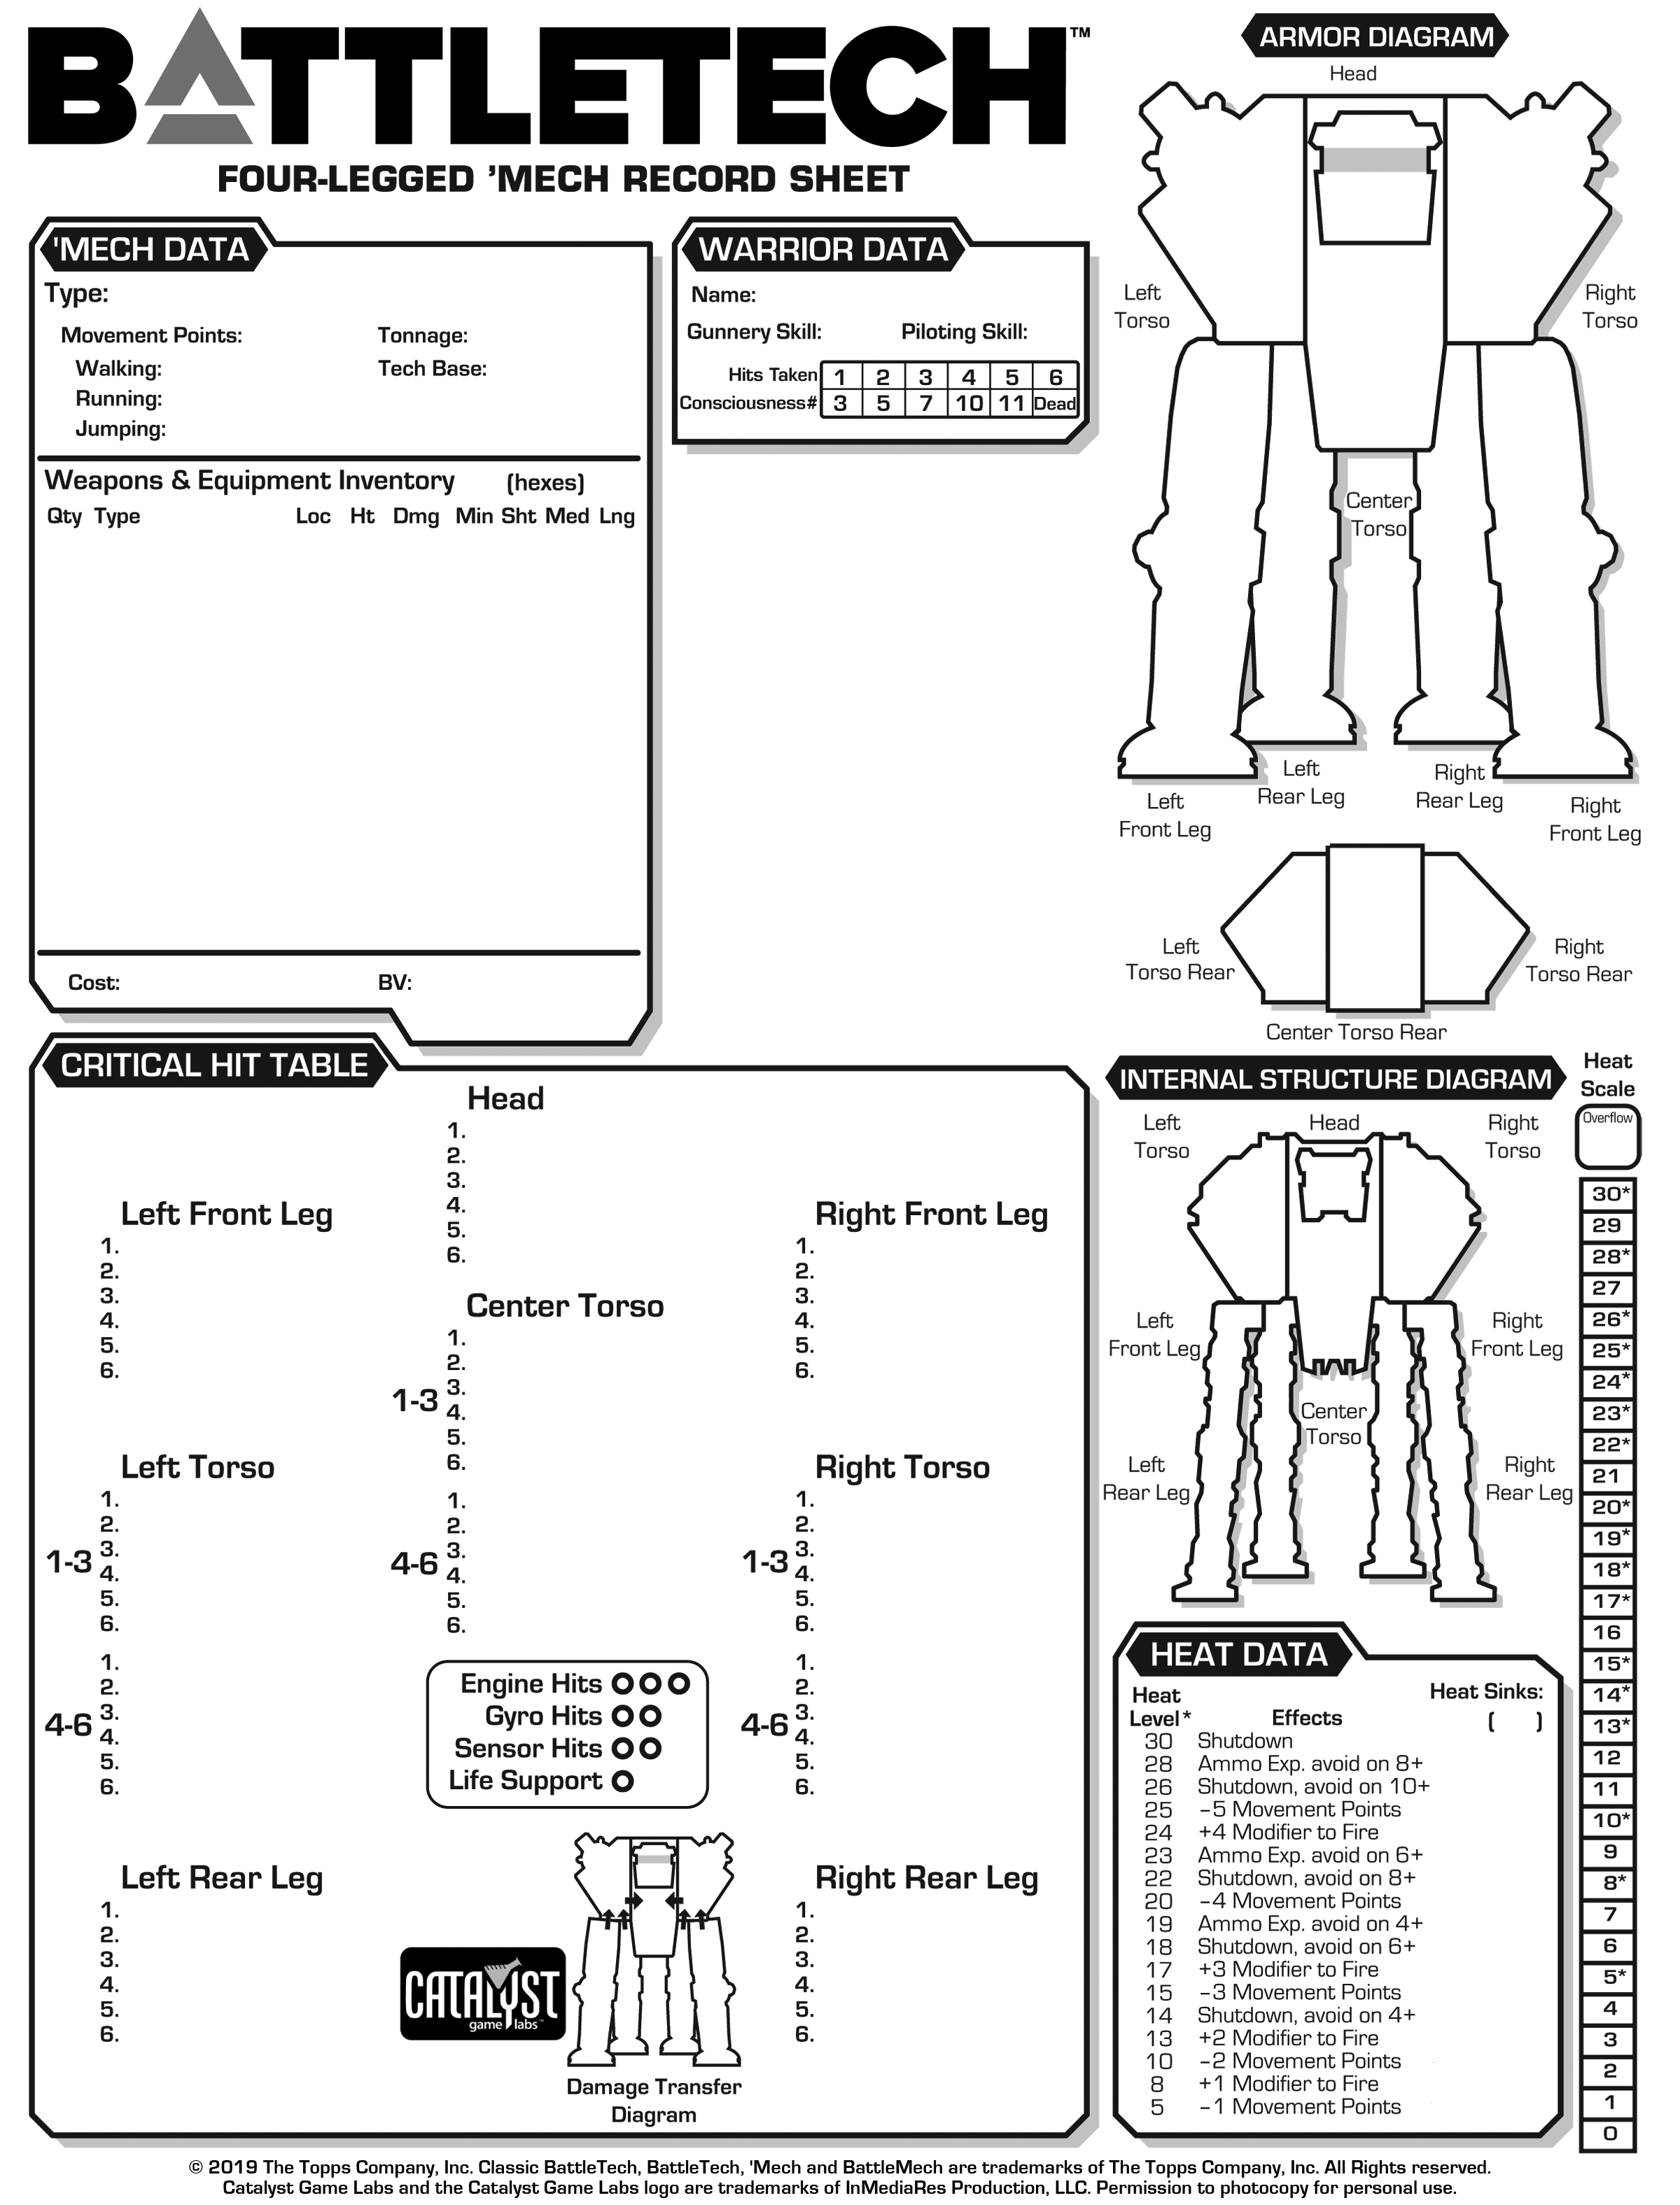 BATTLETECH™
FOUR-LEGGED 'MECH RECORD SHEET
'MECH DATA
Type:
Movement Points:
Tonnage:
Walking:
Tech Base:
Running:
Jumping:
Weapons & Equipment Inventory (hexes)
Qty Type Loc Ht Dmg Min Sht Med Lng
Cost:
BV:
WARRIOR DATA
Name:
Gunnery Skill: Piloting Skill:
Hits Taken 1 2 3 4 5 6
Consciousness# 3 5 7 10 11 Dead
ARMOR DIAGRAM
Head
Left
Torso
Right
Torso
Center
Torso
Left
Rear Leg
Right
Rear Leg
Left
Front Leg
Right
Front Leg
Left
Torso Rear
Right
Torso Rear
Center Torso Rear
CRITICAL HIT TABLE
Head
1.
2.
3.
4.
5.
6.
Left Front Leg
1.
2.
3.
4.
5.
6.
Right Front Leg
1.
2.
3.
4.
5.
6.
Center Torso
1-3
1.
2.
3.
4.
5.
6.
4-6
1.
2.
3.
4.
5.
6.
Left Torso
1-3
1.
2.
3.
4.
5.
6.
4-6
1.
2.
3.
4.
5.
6.
Right Torso
1-3
1.
2.
3.
4.
5.
6.
4-6
1.
2.
3.
4.
5.
6.
Engine Hits
Gyro Hits
Sensor Hits
Life Support
Left Rear Leg
1.
2.
3.
4.
5.
6.
Right Rear Leg
1.
2.
3.
4.
5.
6.
CATALYST
game labs™
Damage Transfer
Diagram
INTERNAL STRUCTURE DIAGRAM
Left
Torso
Head
Right
Torso
Left
Front Leg
Right
Front Leg
Center
Torso
Left
Rear Leg
Right
Rear Leg
Heat
Scale
Overflow
30*
29
28*
27
26*
25*
24*
23*
22*
21
20*
19*
18*
17*
16
15*
14*
13*
12
11
10*
9
8*
7
6
5*
4
3
2
1
0
HEAT DATA
Heat
Level* Effects
Heat Sinks:
( )
30 Shutdown
28 Ammo Exp. avoid on 8+
26 Shutdown, avoid on 10+
25 –5 Movement Points
24 +4 Modifier to Fire
23 Ammo Exp. avoid on 6+
22 Shutdown, avoid on 8+
20 –4 Movement Points
19 Ammo Exp. avoid on 4+
18 Shutdown, avoid on 6+
17 +3 Modifier to Fire
15 –3 Movement Points
14 Shutdown, avoid on 4+
13 +2 Modifier to Fire
10 –2 Movement Points
8 +1 Modifier to Fire
5 –1 Movement Points
© 2019 The Topps Company, Inc. Classic BattleTech, BattleTech, 'Mech and BattleMech are trademarks of The Topps Company, Inc. All Rights reserved.
Catalyst Game Labs and the Catalyst Game Labs logo are trademarks of InMediaRes Production, LLC. Permission to photocopy for personal use.